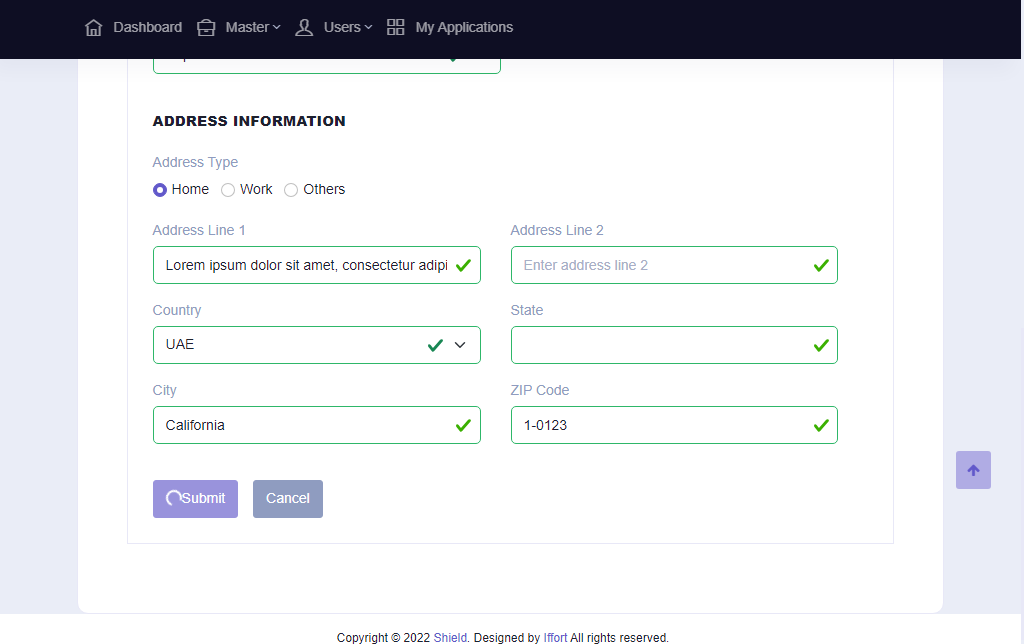 Dashboard Master Users My Applications
ADDRESS INFORMATION
Address Type
Home Work Others
Address Line 1 Address Line 2
Lorem ipsum dolor sit amet, consectetur adipi Enter address line 2
Country State
UAE
City ZIP Code
California 1-0123
Submit Cancel
Copyright © 2022 Shield. Designed by Iffort All rights reserved.